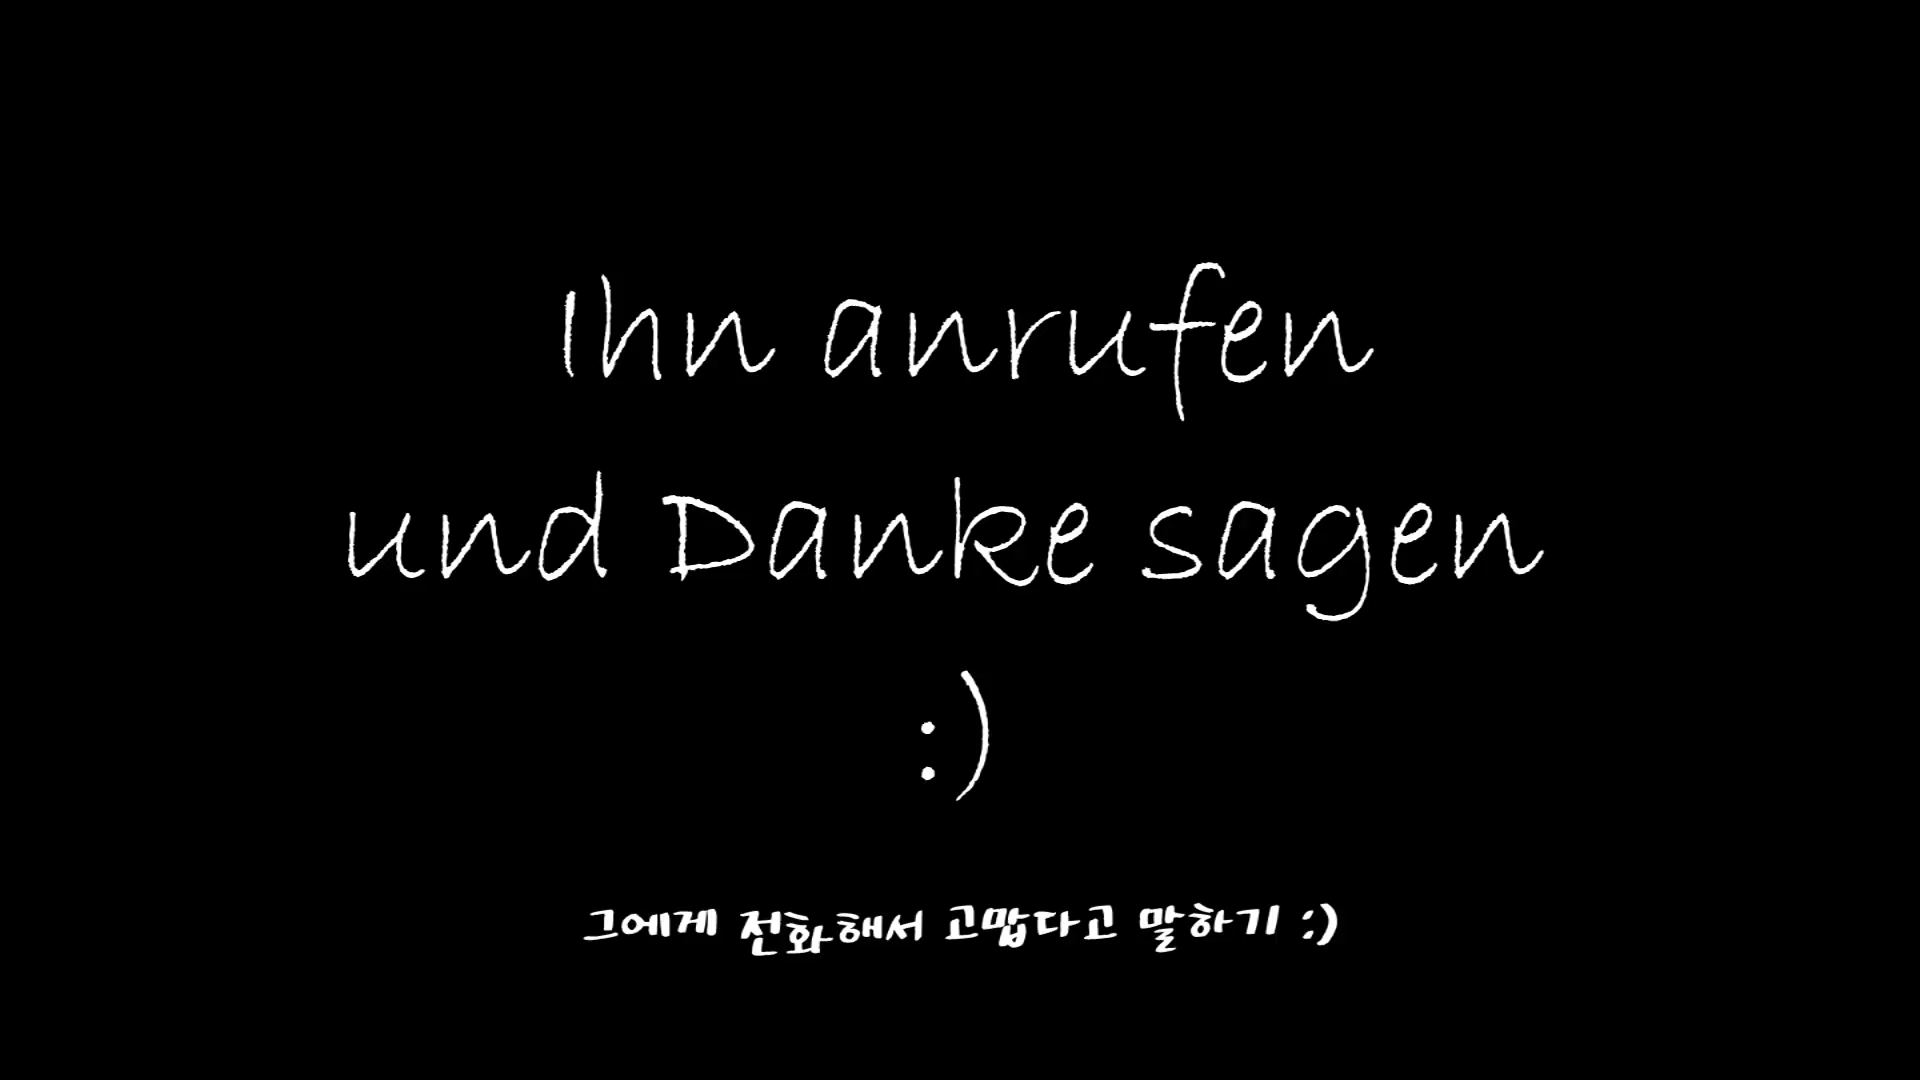 Ihn anrufen
und Danke sagen
:)
그에게 전화해서 고맙다고 말하기 :)